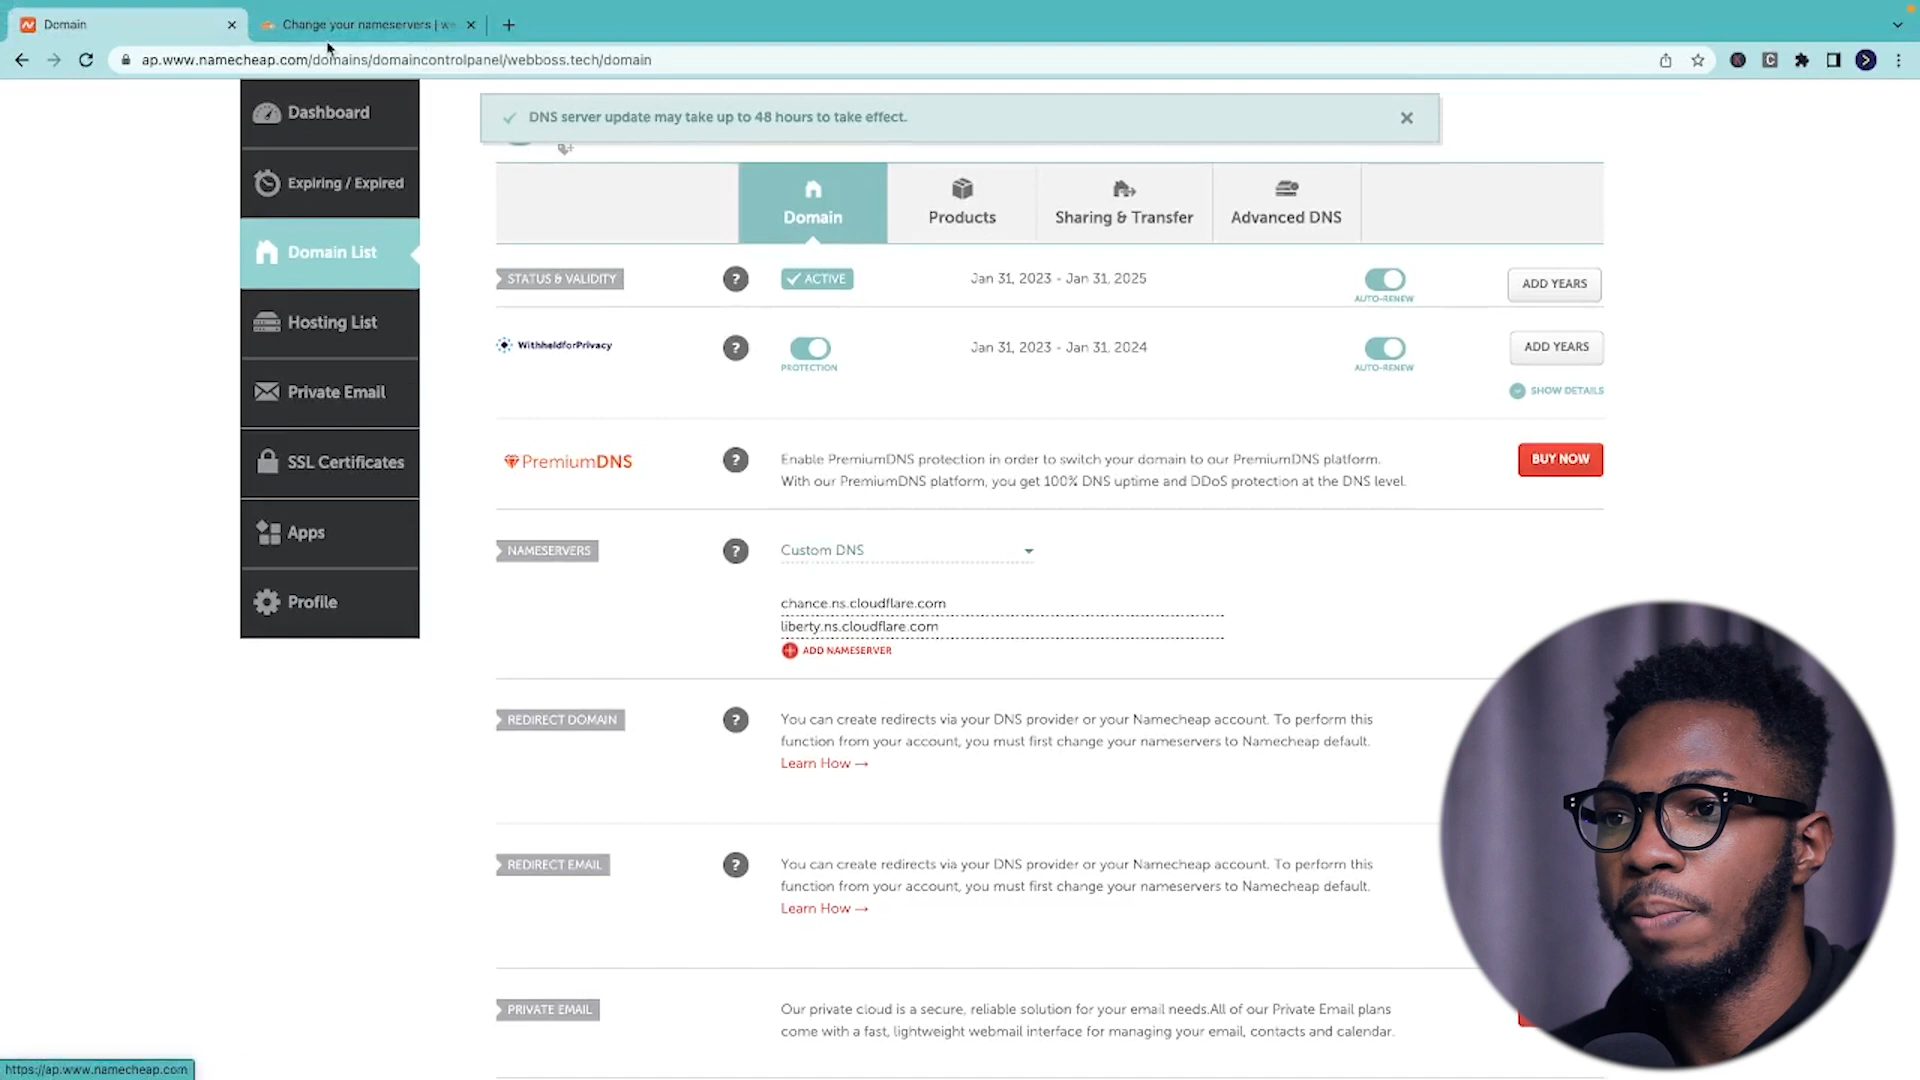 Domain
Change your nameservers | we
ap.www.namecheap.com/domains/domaincontrolpanel/webboss.tech/domain
Dashboard
Expiring / Expired
Domain List
Hosting List
Private Email
SSL Certificates
Apps
Profile
DNS server update may take up to 48 hours to take effect.
Domain
Products
Sharing & Transfer
Advanced DNS
STATUS & VALIDITY
?
ACTIVE
Jan 31, 2023 - Jan 31, 2025
AUTO-RENEW
ADD YEARS
WithheldforPrivacy
?
PROTECTION
Jan 31, 2023 - Jan 31, 2024
AUTO-RENEW
ADD YEARS
SHOW DETAILS
PremiumDNS
?
Enable PremiumDNS protection in order to switch your domain to our PremiumDNS platform.
With our PremiumDNS platform, you get 100% DNS uptime and DDoS protection at the DNS level.
BUY NOW
NAMESERVERS
?
Custom DNS
chance.ns.cloudflare.com
liberty.ns.cloudflare.com
ADD NAMESERVER
REDIRECT DOMAIN
?
You can create redirects via your DNS provider or your Namecheap account. To perform this
function from your account, you must first change your nameservers to Namecheap default.
Learn How →
REDIRECT EMAIL
?
You can create redirects via your DNS provider or your Namecheap account. To perform this
function from your account, you must first change your nameservers to Namecheap default.
Learn How →
PRIVATE EMAIL
Our private cloud is a secure, reliable solution for your email needs.All of our Private Email plans
come with a fast, lightweight webmail interface for managing your email, contacts and calendar.
https://ap.www.namecheap.com